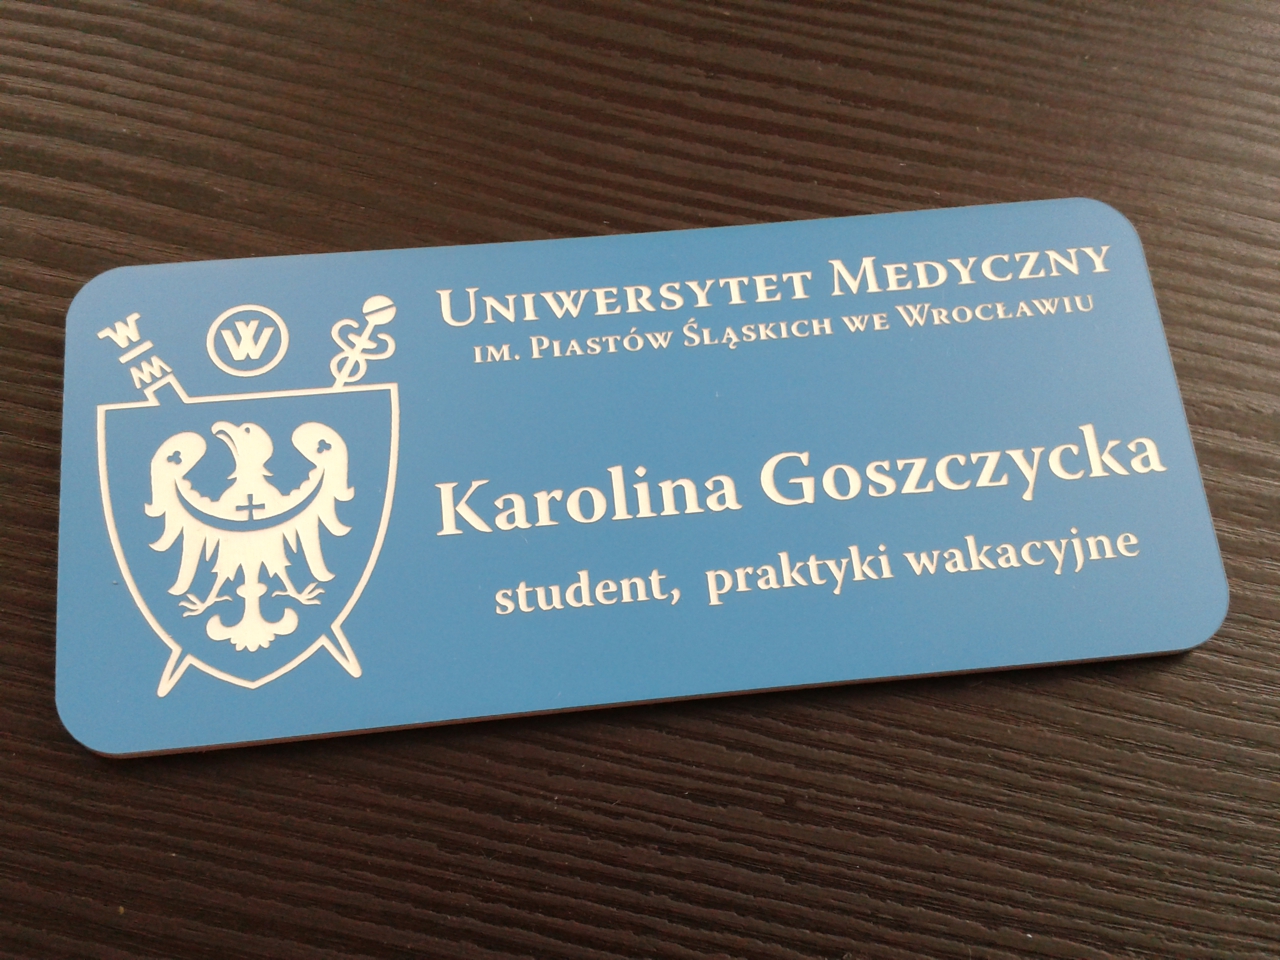 UNIWERSYTET MEDYCZNY
IM. PIASTÓW ŚLĄSKICH WE WROCŁAWIU
Karolina Goszczycka
student, praktyki wakacyjne
W